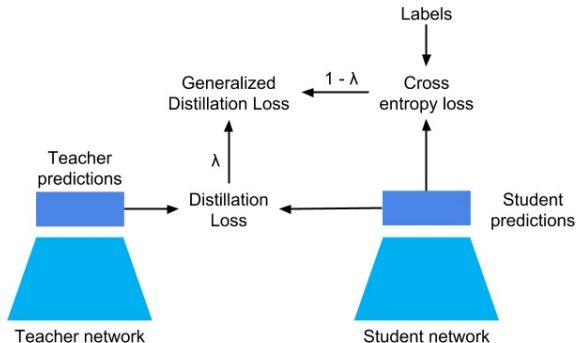 Labels
Generalized
Distillation Loss
1 - λ
Cross
entropy loss
λ
Teacher
predictions
Distillation
Loss
Student
predictions
Teacher network
Student network